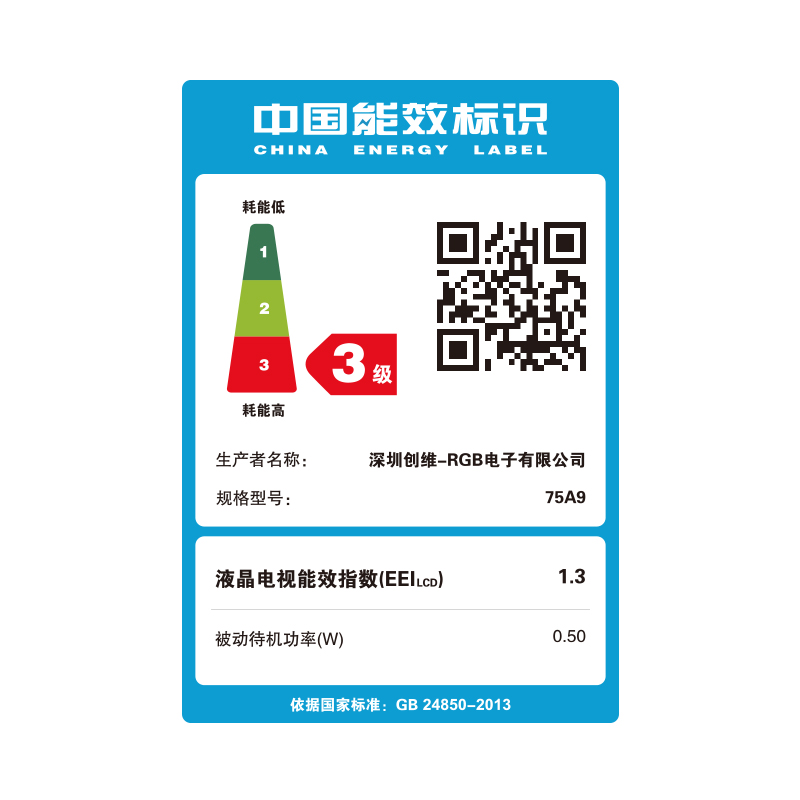 中国能效标识
CHINA ENERGY LABEL
耗能低
1
2
3
3级
耗能高
生产者名称: 深圳创维-RGB电子有限公司
规格型号: 75A9
液晶电视能效指数(EEILCD) 1.3
被动待机功率(W) 0.50
依据国家标准: GB 24850-2013